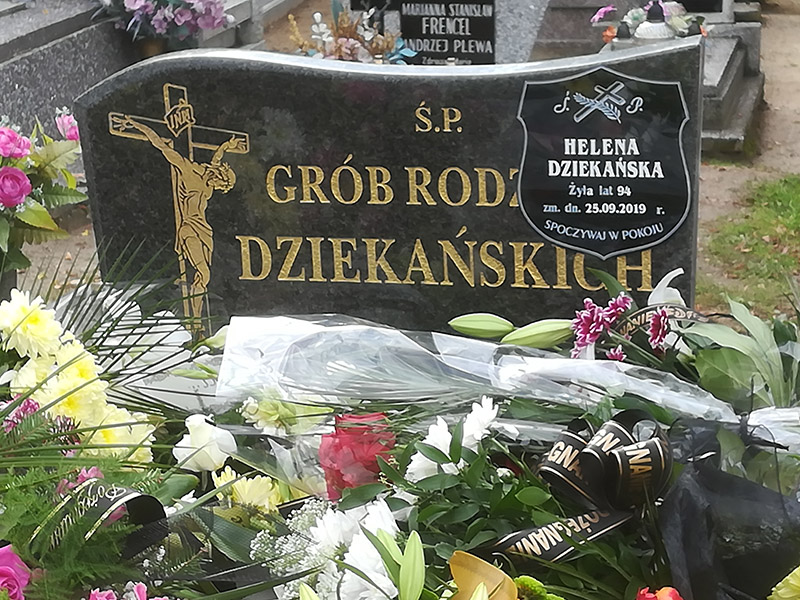 MARIANNA STANISŁAW
FRENCEL
ANDRZEJ PLEWA
INRI
Ś.P.
GRÓB RODZ
DZIEKAŃSKICH
Ś. P.
HELENA
DZIEKAŃSKA
Żyła lat 94
zm. dn. 25.09.2019 r.
SPOCZYWAJ W POKOJU